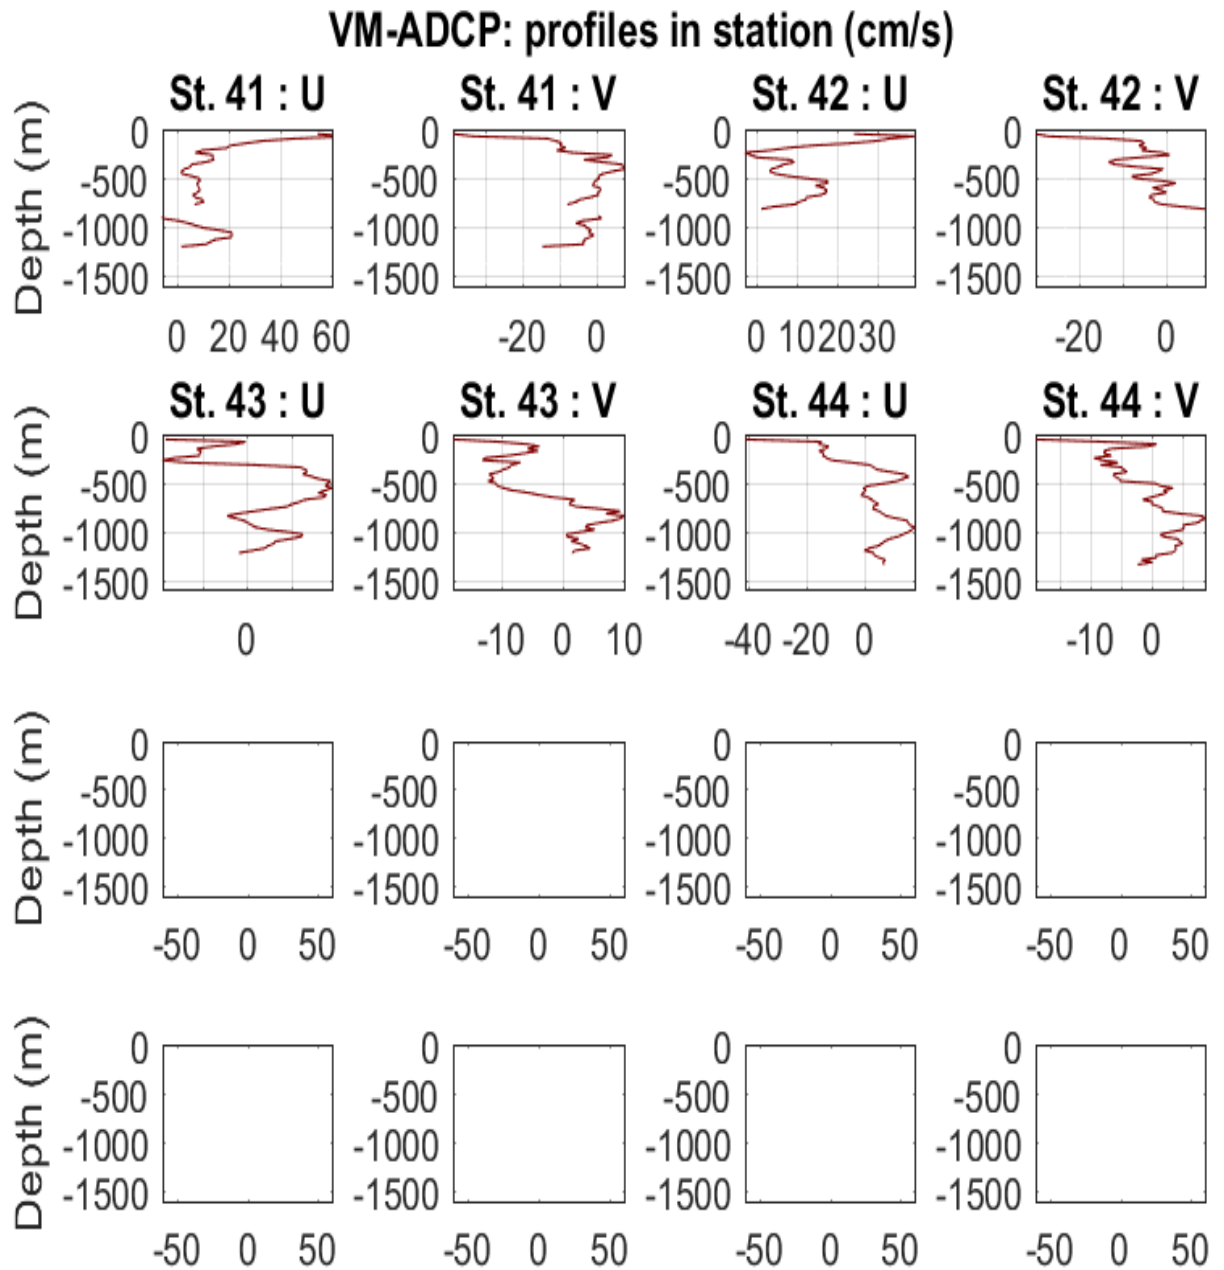 VM-ADCP: profiles in station (cm/s)
St. 41 : U St. 41 : V St. 42 : U St. 42 : V
Depth (m)
0 0 0 0
-500 -500 -500 -500
-1000 -1000 -1000 -1000
-1500 -1500 -1500 -1500
0 20 40 60 -20 0 0 10 20 30 -20 0
St. 43 : U St. 43 : V St. 44 : U St. 44 : V
Depth (m)
0 0 0 0
-500 -500 -500 -500
-1000 -1000 -1000 -1000
-1500 -1500 -1500 -1500
0 -10 0 10 -40 -20 0 -10 0
Depth (m)
0 0 0 0
-500 -500 -500 -500
-1000 -1000 -1000 -1000
-1500 -1500 -1500 -1500
-50 0 50 -50 0 50 -50 0 50 -50 0 50
Depth (m)
0 0 0 0
-500 -500 -500 -500
-1000 -1000 -1000 -1000
-1500 -1500 -1500 -1500
-50 0 50 -50 0 50 -50 0 50 -50 0 50